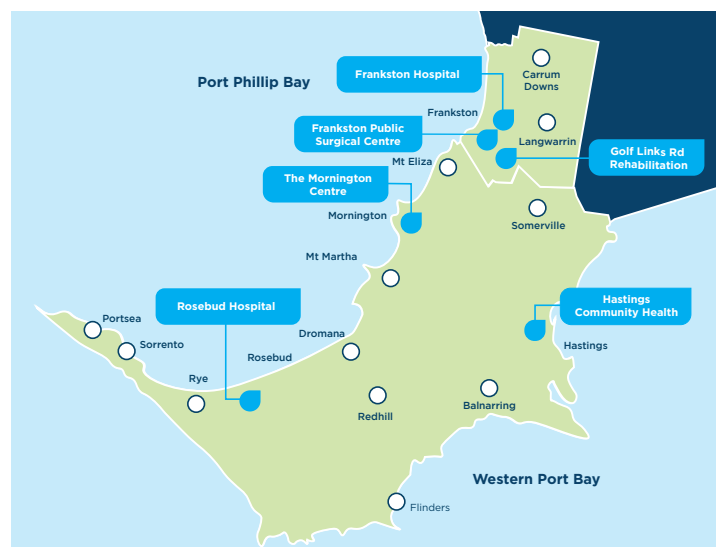 Port Phillip Bay
Frankston Hospital
Carrum
Downs
Frankston
Frankston Public
Surgical Centre
Langwarrin
Golf Links Rd
Rehabilitation
Mt Eliza
The Mornington
Centre
Mornington
Somerville
Mt Martha
Rosebud Hospital
Hastings
Community Health
Portsea
Sorrento
Dromana
Hastings
Rosebud
Rye
Redhill
Balnarring
Western Port Bay
Flinders